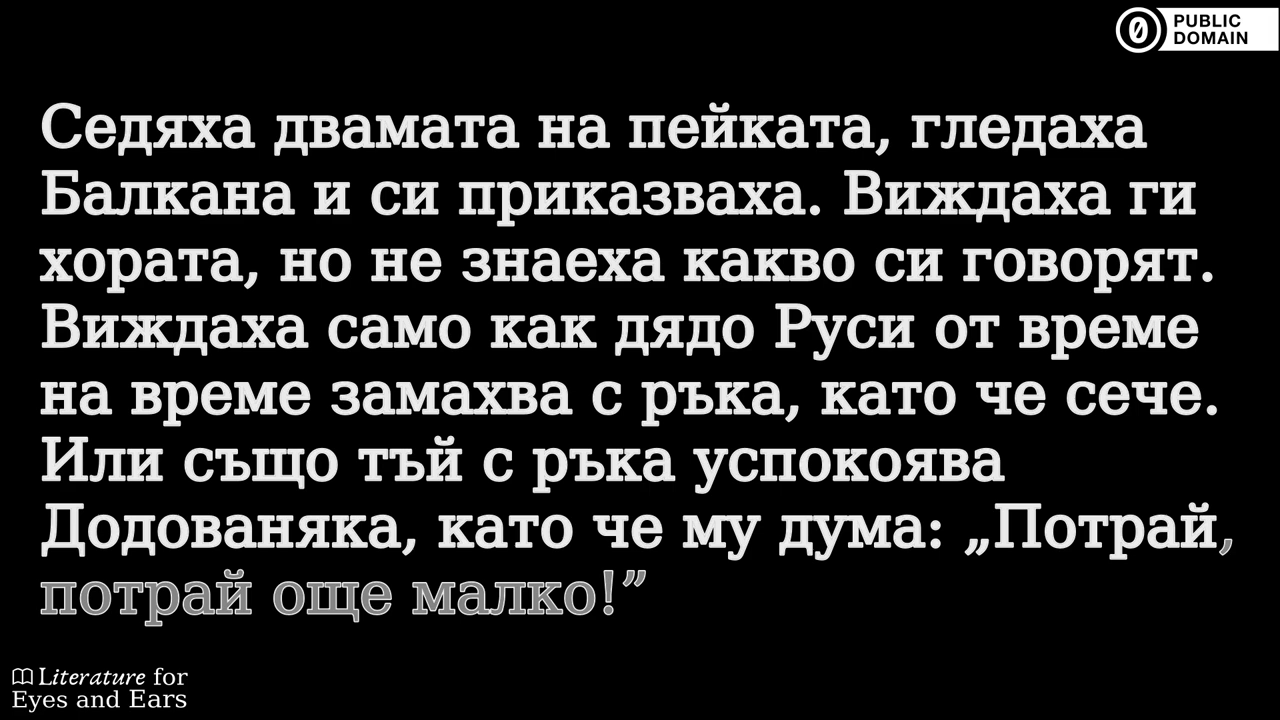 PUBLIC
DOMAIN
Седяха двамата на пейката, гледаха
Балкана и си приказваха. Виждаха ги
хората, но не знаеха какво си говорят.
Виждаха само как дядо Руси от време
на време замахва с ръка, като че сече.
Или също тъй с ръка успокоява
Додованяка, като че му дума: „Потрай,
потрай още малко!”
Literature for
Eyes and Ears